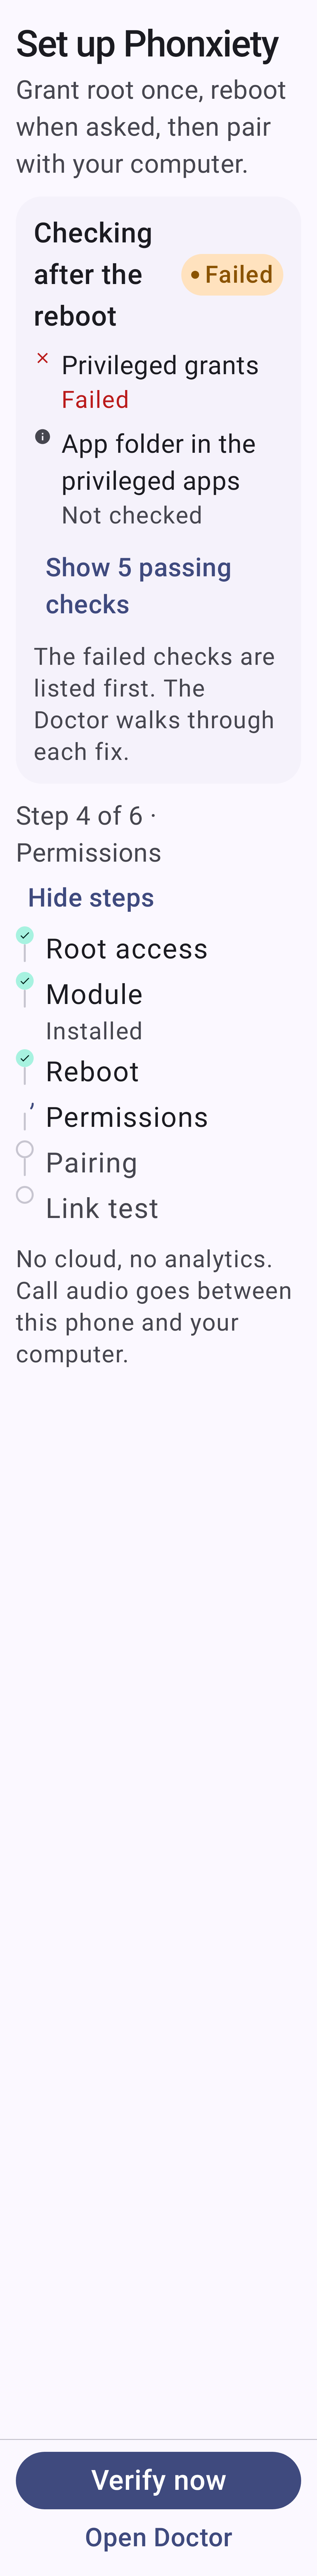 Set up Phonxiety
Grant root once, reboot
when asked, then pair
with your computer.
Checking
after the
reboot
• Failed
Privileged grants
Failed
App folder in the
privileged apps
Not checked
Show 5 passing
checks
The failed checks are
listed first. The
Doctor walks through
each fix.
Step 4 of 6 ·
Permissions
Hide steps
Root access
Module
Installed
Reboot
Permissions
Pairing
Link test
No cloud, no analytics.
Call audio goes between
this phone and your
computer.
Verify now
Open Doctor